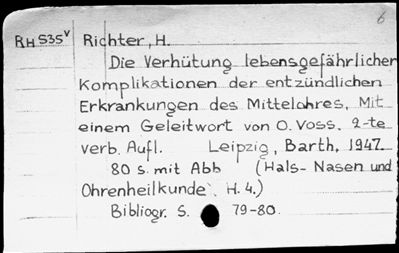 6
RH535ᵛ Richter, H.
Die Verhütung lebensgefährlicher
Komplikationen der entzündlichen
Erkrankungen des Mittelohres, Mit
einem Geleitwort von O. Voss. 2-te
verb. Aufl. Leipzig, Barth, 1947.
80 s. mit Abb (Hals- Nasen und
Ohrenheilkunde. H. 4.)
Bibliogr. S. 79-80.